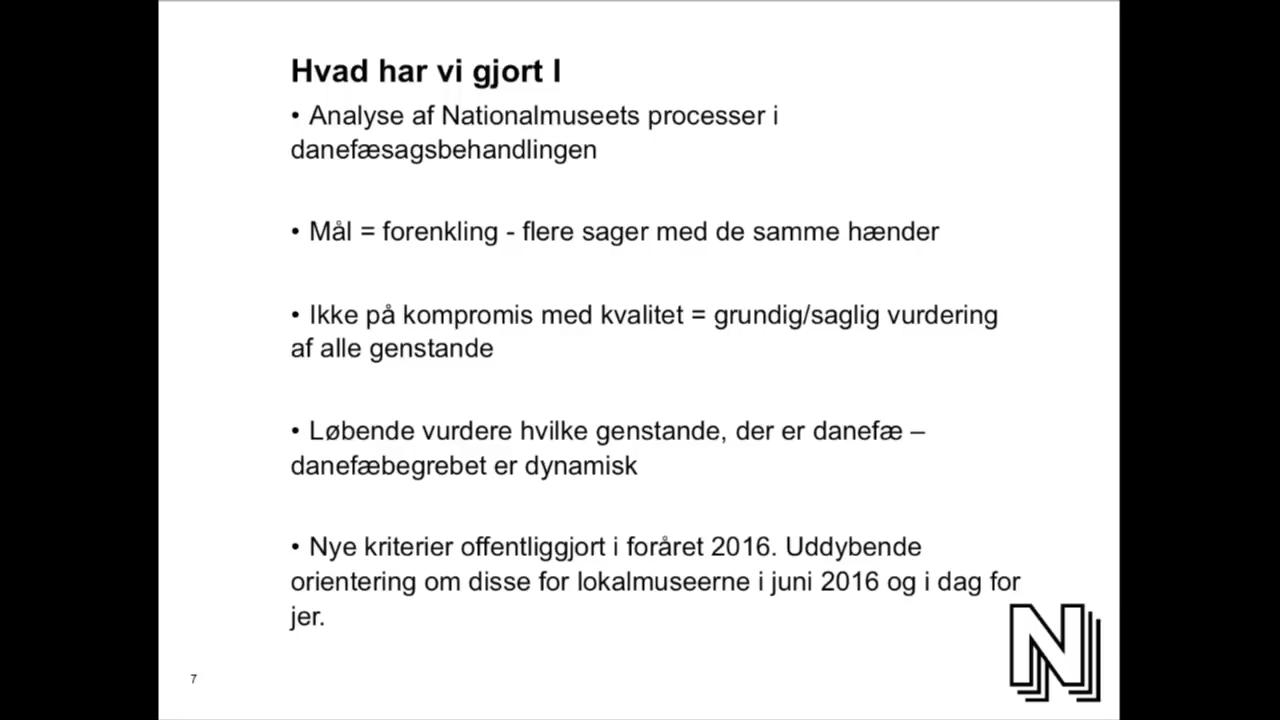 Hvad har vi gjort I
• Analyse af Nationalmuseets processer i
danefæsagsbehandlingen
• Mål = forenkling - flere sager med de samme hænder
• Ikke på kompromis med kvalitet = grundig/saglig vurdering
af alle genstande
• Løbende vurdere hvilke genstande, der er danefæ –
danefæbegrebet er dynamisk
• Nye kriterier offentliggjort i foråret 2016. Uddybende
orientering om disse for lokalmuseerne i juni 2016 og i dag for
jer.
N
7